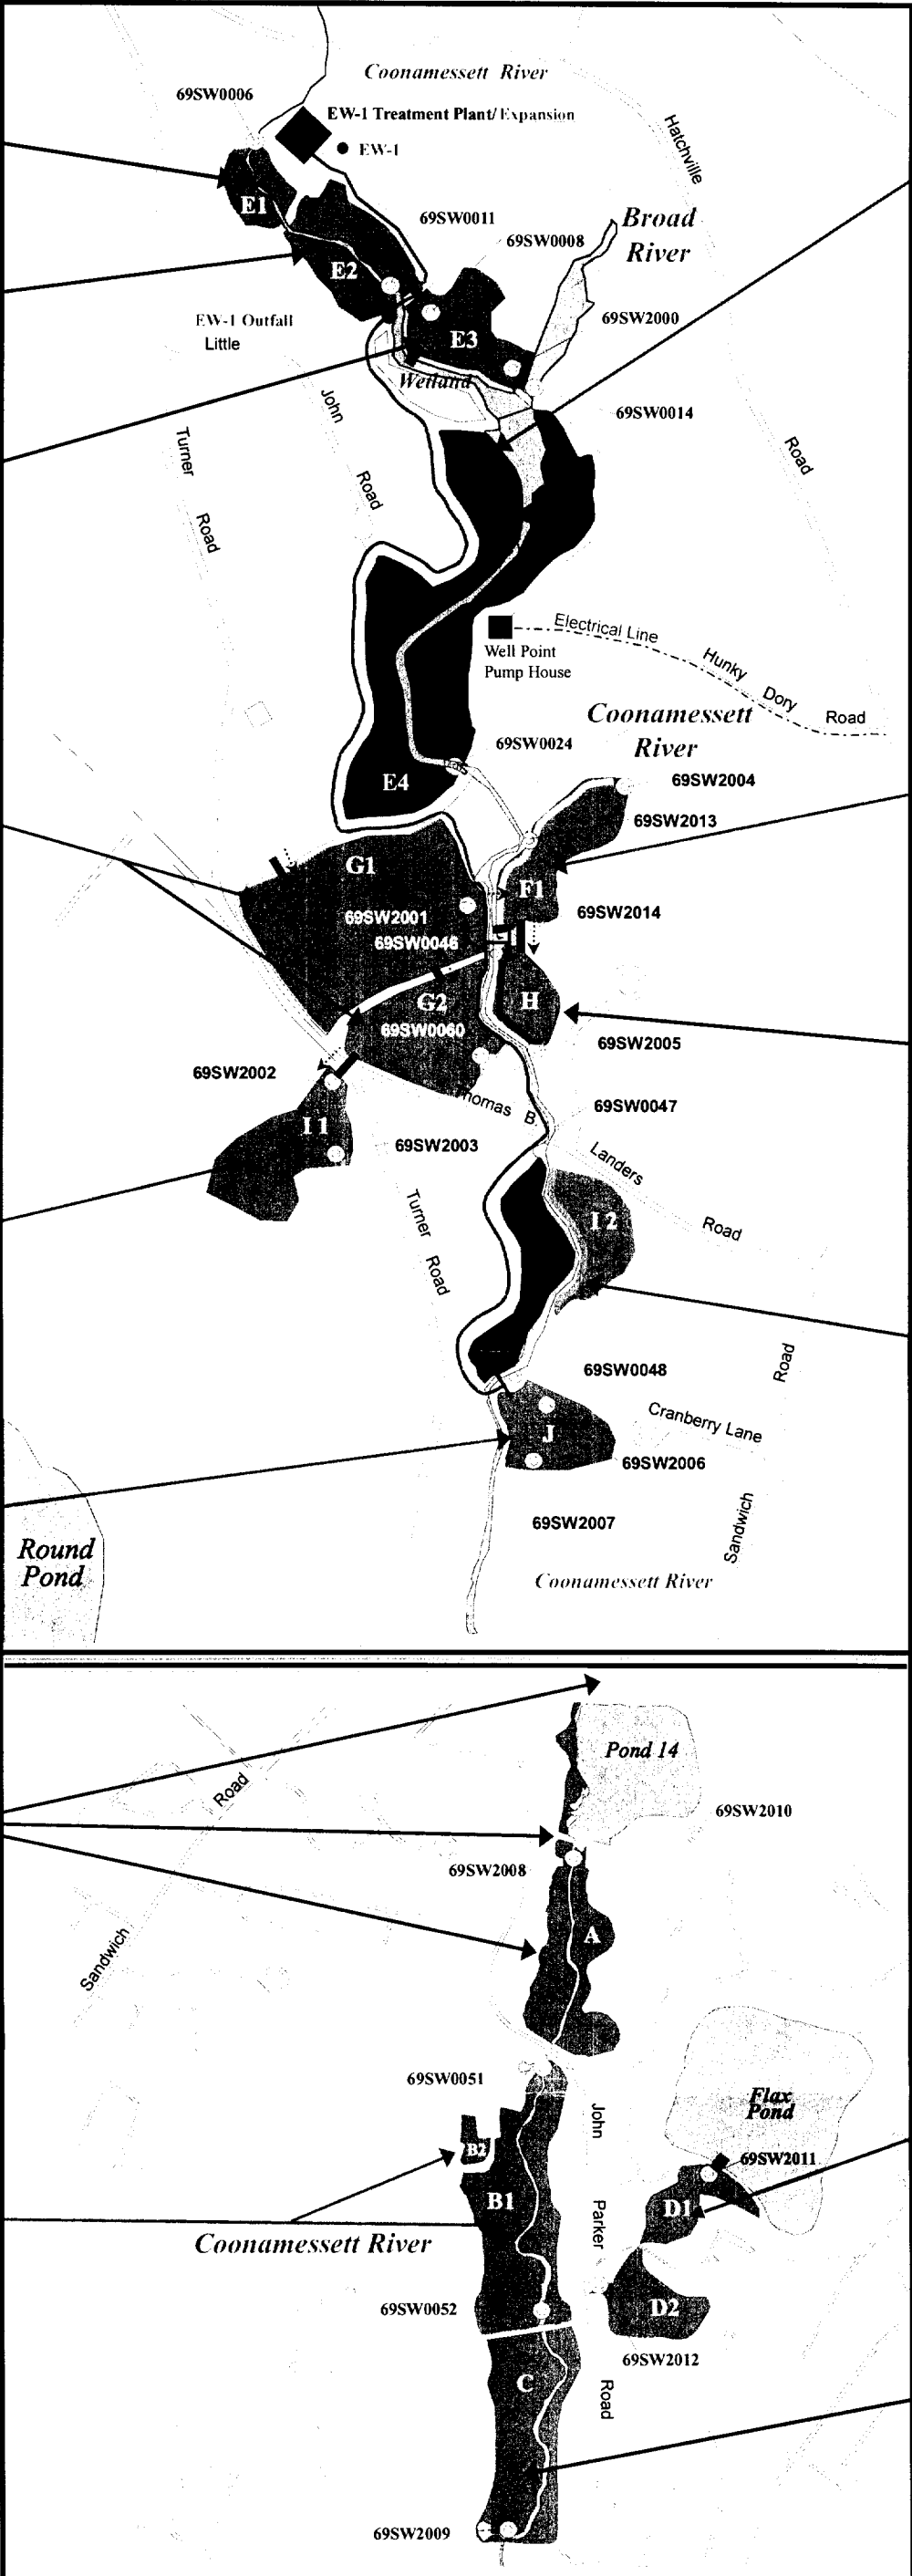 Coonamessett River
69SW0006
EW-1 Treatment Plant/Expansion
EW-1
Hatchville
E1
69SW0011
Broad
River
69SW0008
E2
EW-1 Outfall
Little
69SW2000
E3
Wetland
John
69SW0014
Turner
Road
Road
Road
Electrical Line
Well Point
Pump House
Hunky
Dory
Road
Coonamessett
River
69SW0024
E4
69SW2004
69SW2013
G1
F1
69SW2001
69SW2014
69SW0046
G2
H
69SW0060
69SW2005
69SW2002
Thomas B.
69SW0047
I 1
69SW2003
Landers
Road
Turner
Road
I 2
Road
69SW0048
Cranberry Lane
J
69SW2006
Sandwich
69SW2007
Round
Pond
Coonamessett River
Pond 14
Road
69SW2010
69SW2008
A
Sandwich
69SW0051
John
Flax
Pond
B2
69SW2011
B1
D1
Parker
Coonamessett River
69SW0052
D2
69SW2012
C
Road
69SW2009